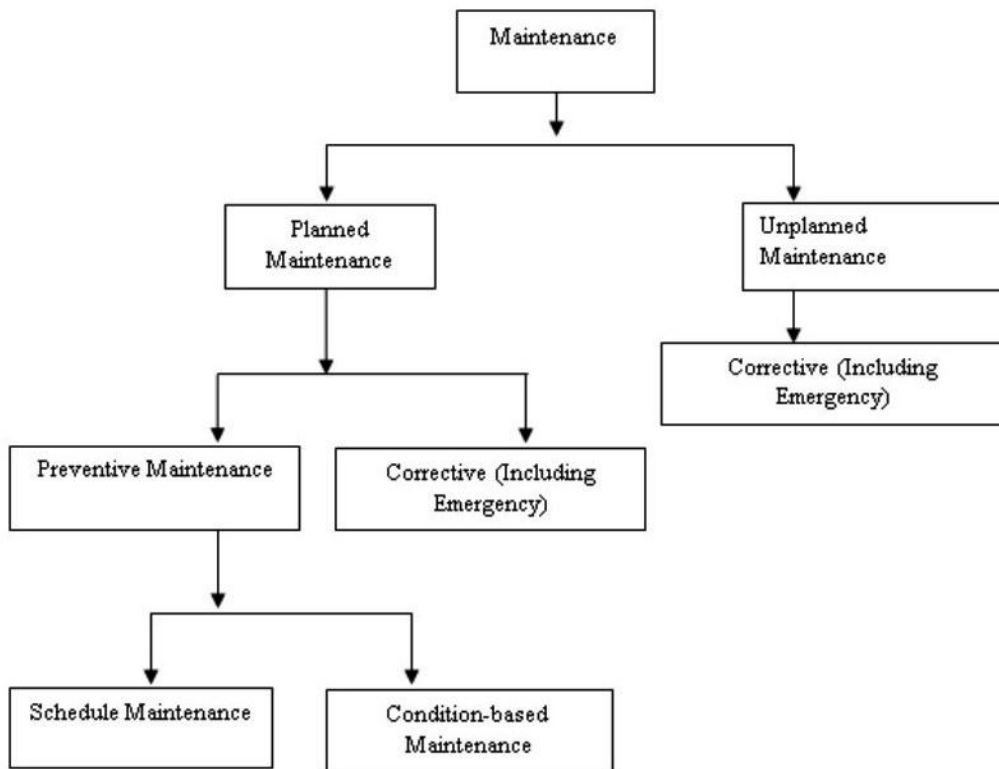 Maintenance
Planned
Maintenance
Unplanned
Maintenance
Corrective (Including
Emergency)
Preventive Maintenance
Corrective (Including
Emergency)
Schedule Maintenance
Condition-based
Maintenance